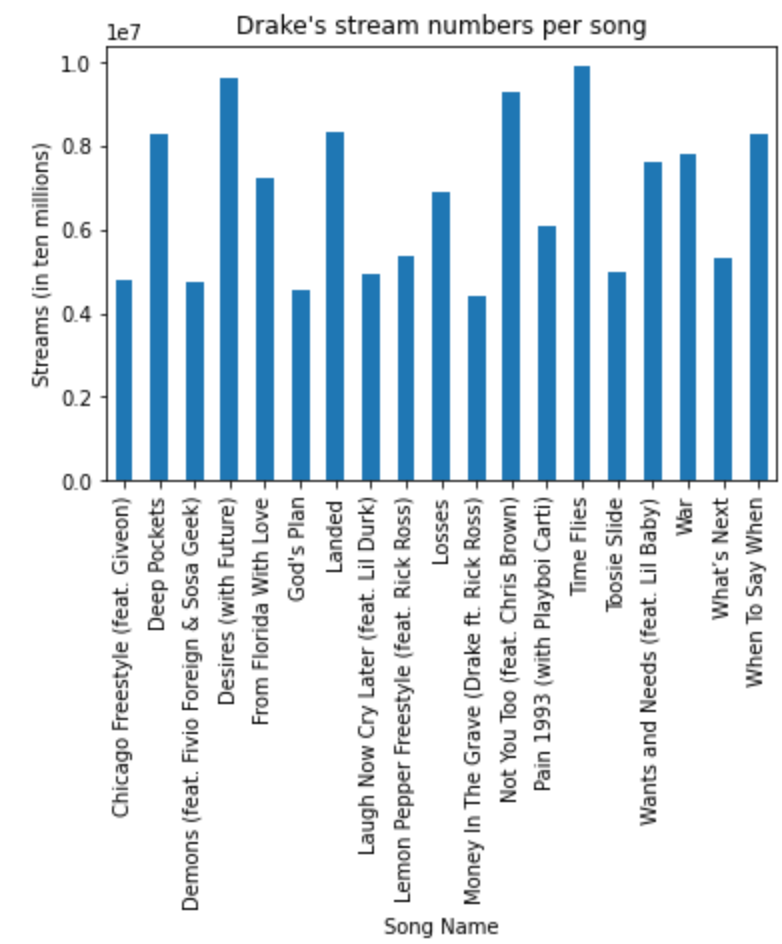 Drake's stream numbers per song
1e7
1.0
0.8
0.6
0.4
0.2
0.0
Streams (in ten millions)
Chicago Freestyle (feat. Giveon)
Deep Pockets
Demons (feat. Fivio Foreign & Sosa Geek)
Desires (with Future)
From Florida With Love
God's Plan
Landed
Laugh Now Cry Later (feat. Lil Durk)
Lemon Pepper Freestyle (feat. Rick Ross)
Losses
Money In The Grave (Drake ft. Rick Ross)
Not You Too (feat. Chris Brown)
Pain 1993 (with Playboi Carti)
Time Flies
Toosie Slide
Wants and Needs (feat. Lil Baby)
War
What’s Next
When To Say When
Song Name